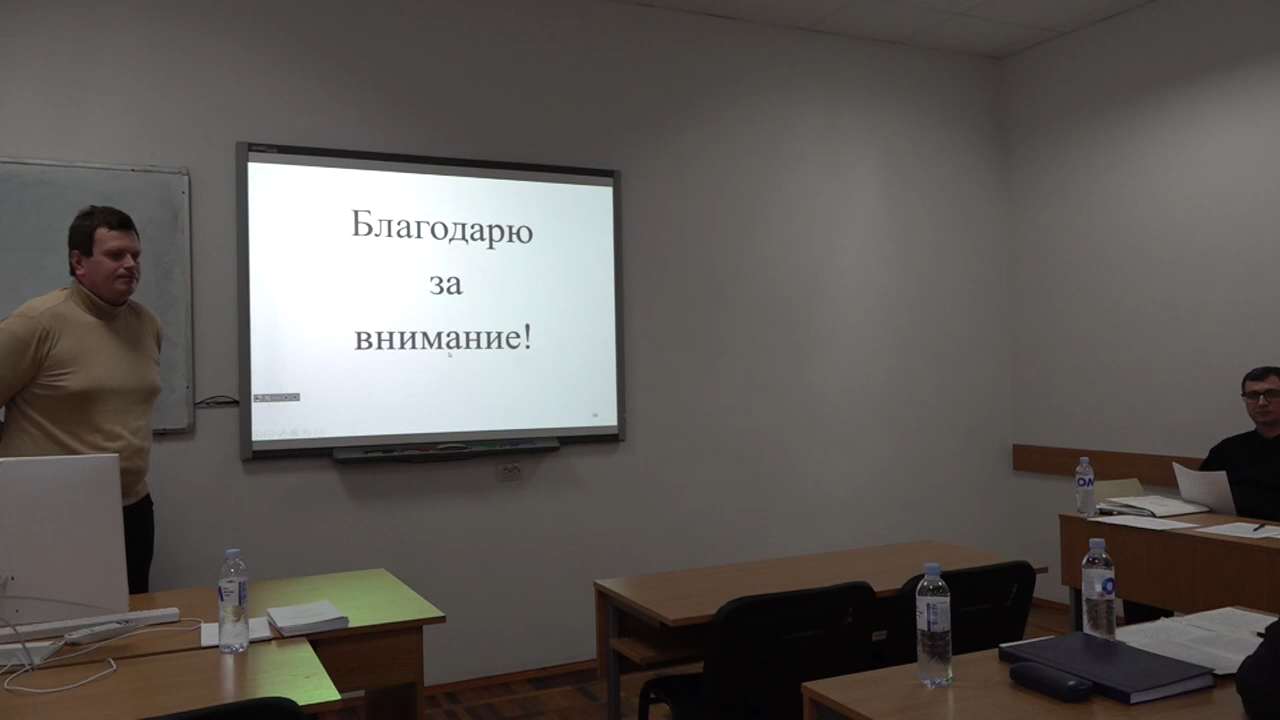 Благодарю
за
внимание!